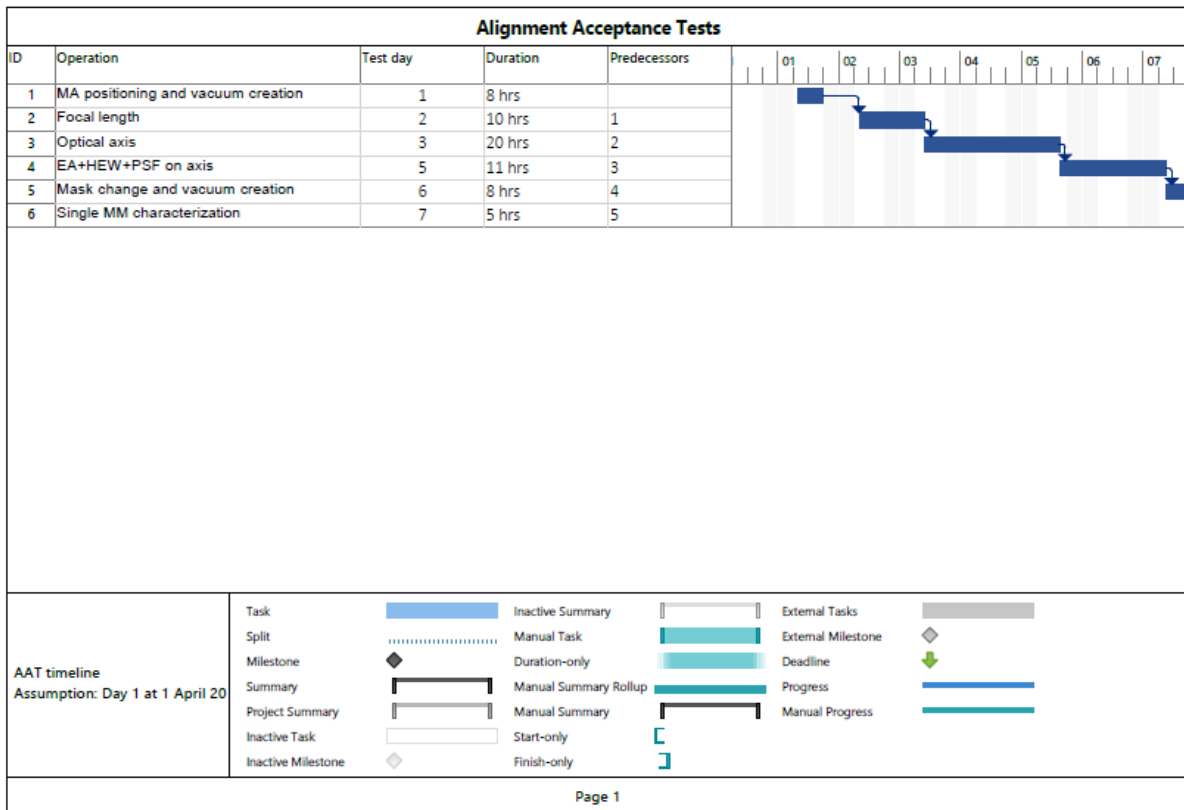 Alignment Acceptance Tests
ID Operation Test day Duration Predecessors 01 02 03 04 05 06 07
1 MA positioning and vacuum creation 1 8 hrs
2 Focal length 2 10 hrs 1
3 Optical axis 3 20 hrs 2
4 EA+HEW+PSF on axis 5 11 hrs 3
5 Mask change and vacuum creation 6 8 hrs 4
6 Single MM characterization 7 5 hrs 5
AAT timeline
Assumption: Day 1 at 1 April 20
Task Inactive Summary External Tasks
Split Manual Task External Milestone
Milestone Duration-only Deadline
Summary Manual Summary Rollup Progress
Project Summary Manual Summary Manual Progress
Inactive Task Start-only
Inactive Milestone Finish-only
Page 1